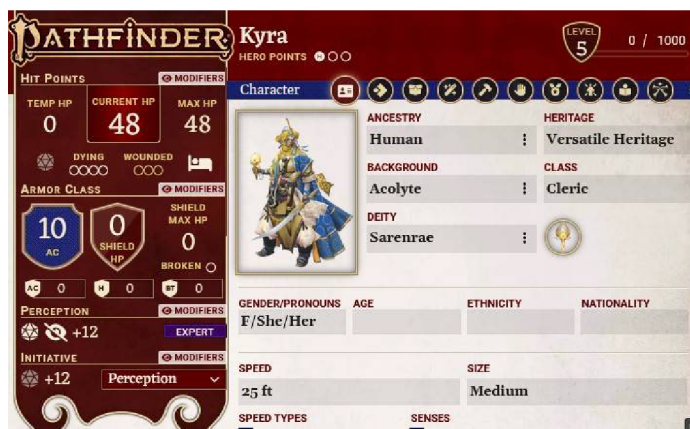 PATHFINDER
HIT POINTS
MODIFIERS
TEMP HP
CURRENT HP
MAX HP
0
48
48
DYING
WOUNDED
ARMOR CLASS
MODIFIERS
10
AC
0
SHIELD
HP
SHIELD
MAX HP
0
BROKEN
AC 0
H 0
BT 0
PERCEPTION
MODIFIERS
+12
EXPERT
INITIATIVE
MODIFIERS
+12
Perception
Kyra
HERO POINTS
LEVEL
5
0 / 1000
Character
ANCESTRY
Human
HERITAGE
Versatile Heritage
BACKGROUND
Acolyte
CLASS
Cleric
DEITY
Sarenrae
GENDER/PRONOUNS
F/She/Her
AGE
ETHNICITY
NATIONALITY
SPEED
25 ft
SIZE
Medium
SPEED TYPES
SENSES